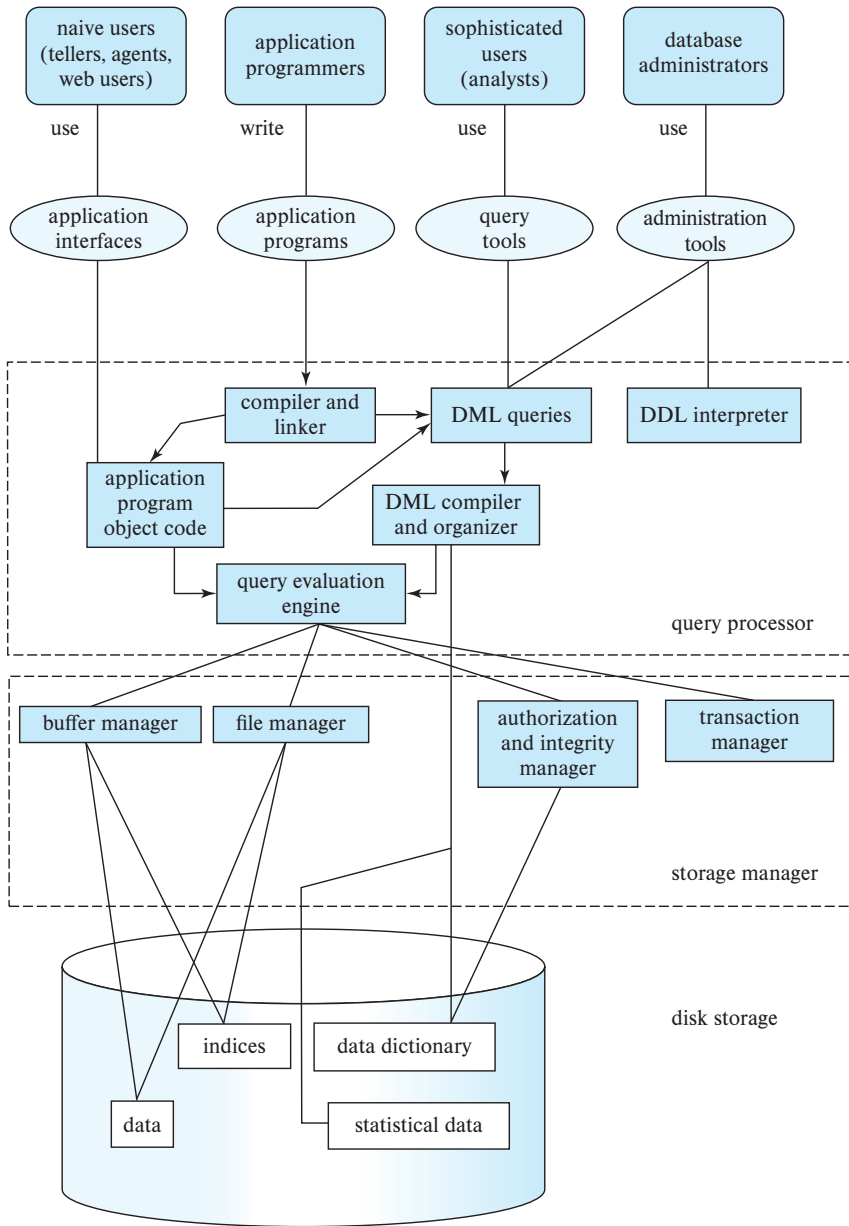 naive users
(tellers, agents,
web users)
application
programmers
sophisticated
users
(analysts)
database
administrators
use
write
use
use
application
interfaces
application
programs
query
tools
administration
tools
compiler and
linker
DML queries
DDL interpreter
application
program
object code
DML compiler
and organizer
query evaluation
engine
query processor
buffer manager
file manager
authorization
and integrity
manager
transaction
manager
storage manager
disk storage
indices
data dictionary
data
statistical data